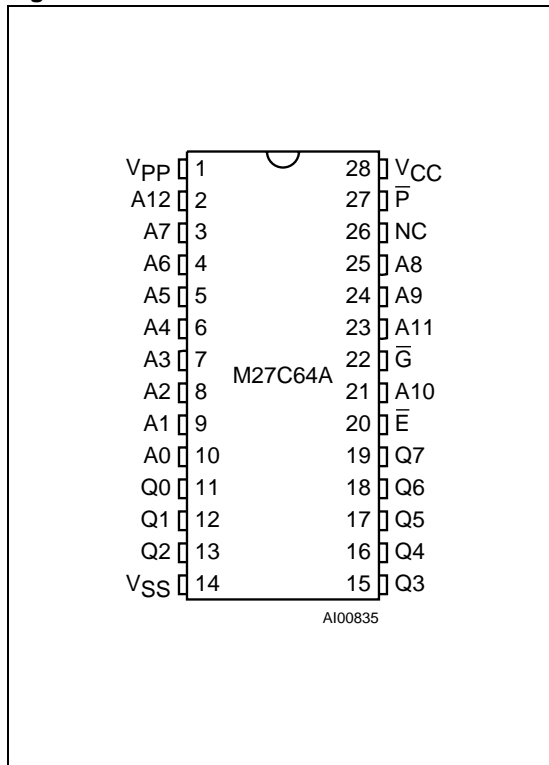 VPP 1 28 VCC
A12 2 27 P̅
A7 3 26 NC
A6 4 25 A8
A5 5 24 A9
A4 6 23 A11
A3 7 22 G̅
M27C64A
A2 8 21 A10
A1 9 20 E̅
A0 10 19 Q7
Q0 11 18 Q6
Q1 12 17 Q5
Q2 13 16 Q4
VSS 14 15 Q3
AI00835